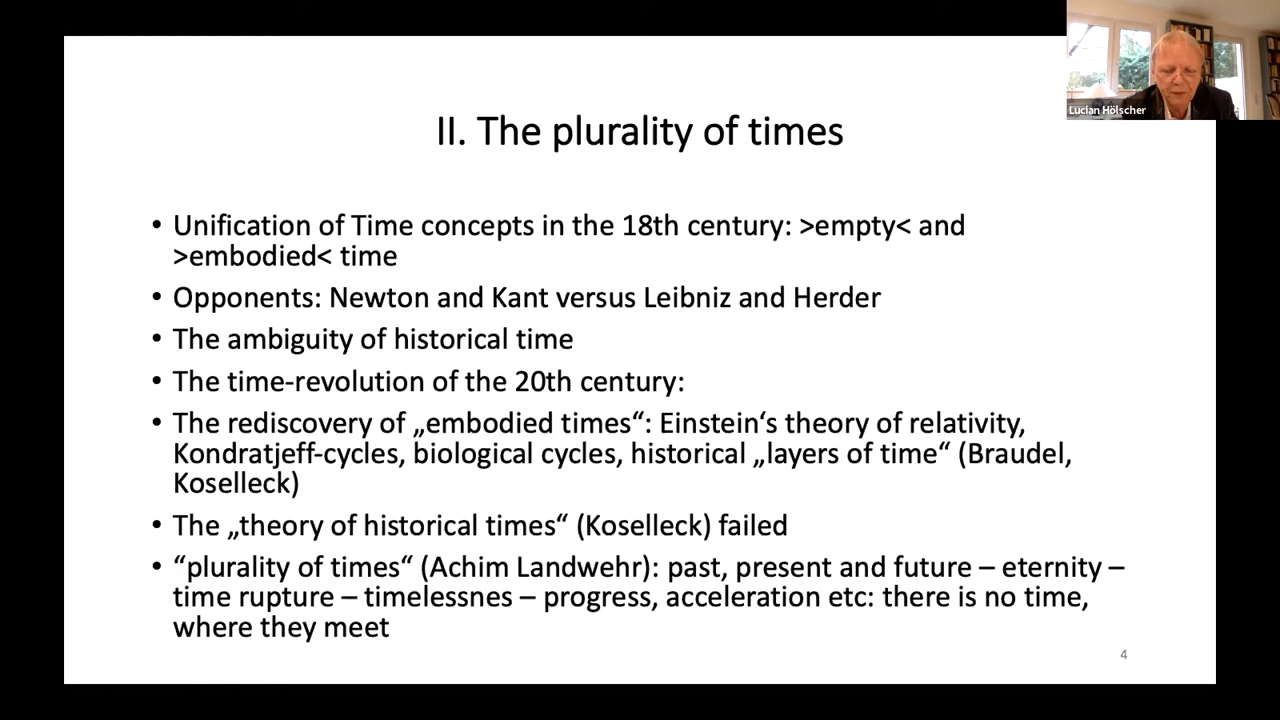 Lucian Hölscher
II. The plurality of times
• Unification of Time concepts in the 18th century: >empty< and
>embodied< time
• Opponents: Newton and Kant versus Leibniz and Herder
• The ambiguity of historical time
• The time-revolution of the 20th century:
• The rediscovery of „embodied times“: Einstein‘s theory of relativity,
Kondratjeff-cycles, biological cycles, historical „layers of time“ (Braudel,
Koselleck)
• The „theory of historical times“ (Koselleck) failed
• “plurality of times“ (Achim Landwehr): past, present and future – eternity –
time rupture – timelessnes – progress, acceleration etc: there is no time,
where they meet
4